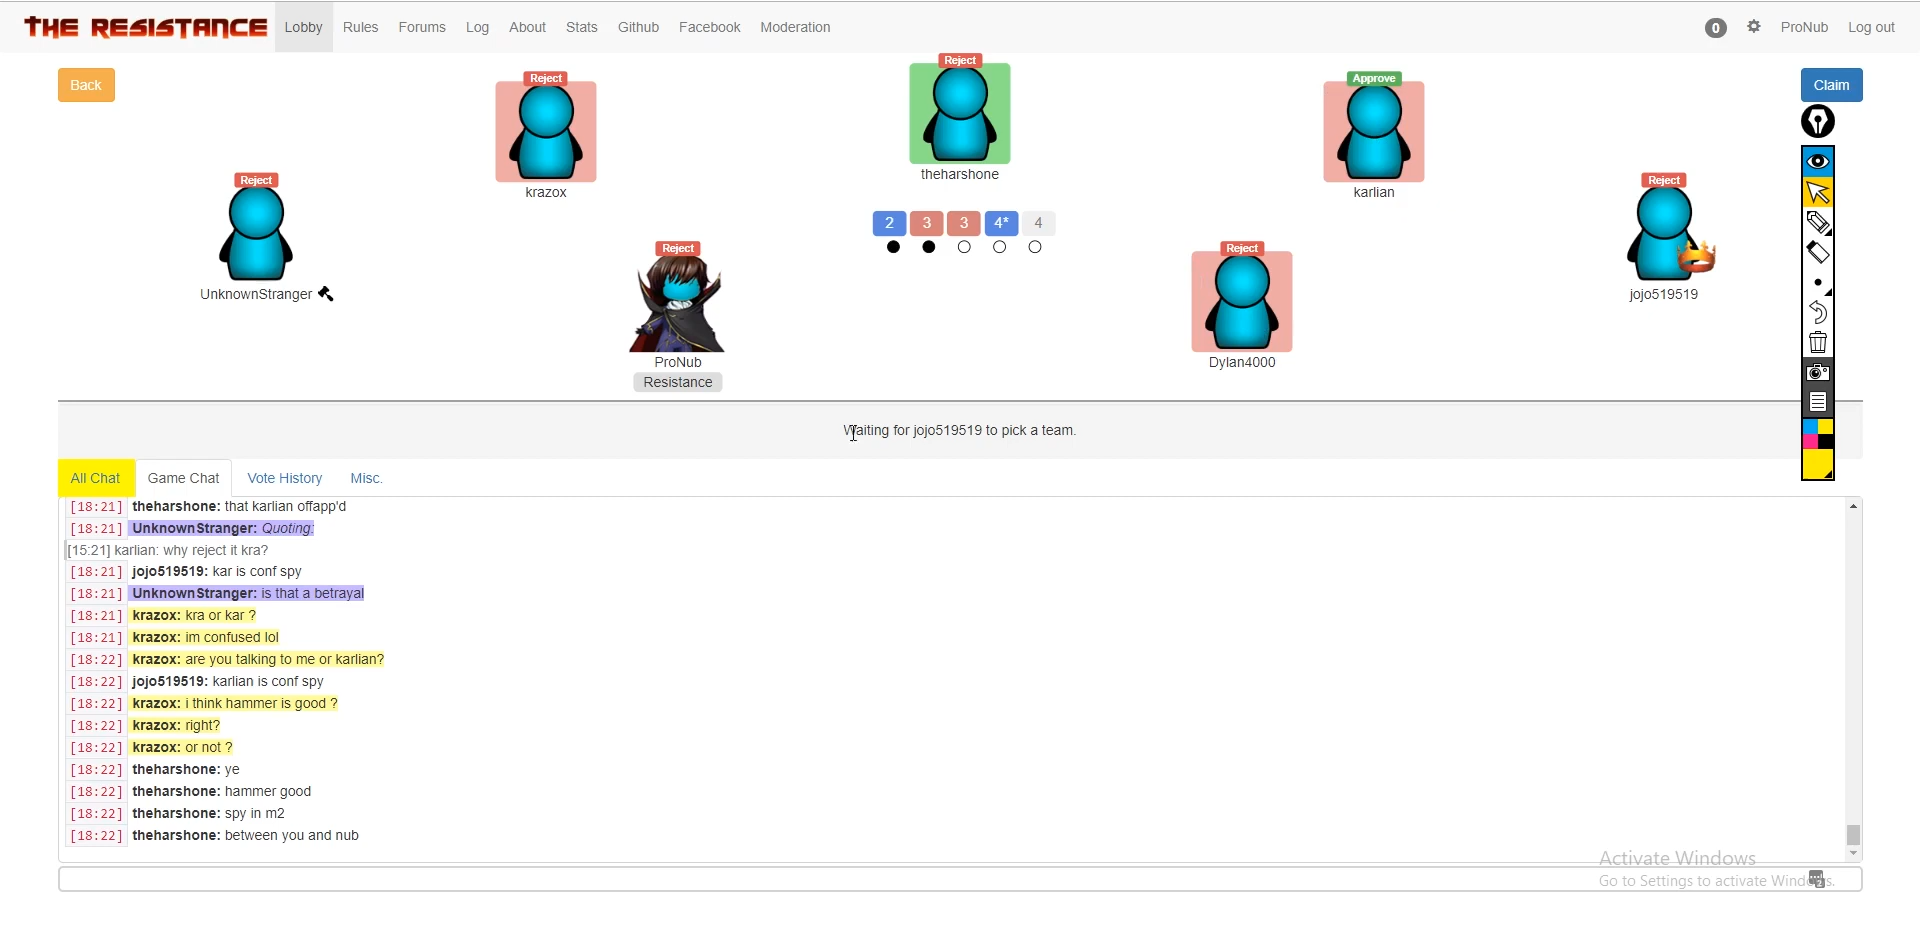 THE RESISTANCE Lobby Rules Forums Log About Stats Github Facebook Moderation 0 ProNub Log out
Back
Claim
Reject
Reject
Approve
Reject
Reject
krazox
theharshone
karlian
UnknownStranger
jojo519519
2 3 3 4* 4
Reject
Reject
ProNub
Dylan4000
Resistance
Waiting for jojo519519 to pick a team.
All Chat Game Chat Vote History Misc.
[18:21] theharshone: that karlian offapp'd
[18:21] UnknownStranger: Quoting:
[15:21] karlian: why reject it kra?
[18:21] jojo519519: kar is conf spy
[18:21] UnknownStranger: is that a betrayal
[18:21] krazox: kra or kar ?
[18:21] krazox: im confused lol
[18:22] krazox: are you talking to me or karlian?
[18:22] jojo519519: karlian is conf spy
[18:22] krazox: i think hammer is good ?
[18:22] krazox: right?
[18:22] krazox: or not ?
[18:22] theharshone: ye
[18:22] theharshone: hammer good
[18:22] theharshone: spy in m2
[18:22] theharshone: between you and nub
Activate Windows
Go to Settings to activate Windows.